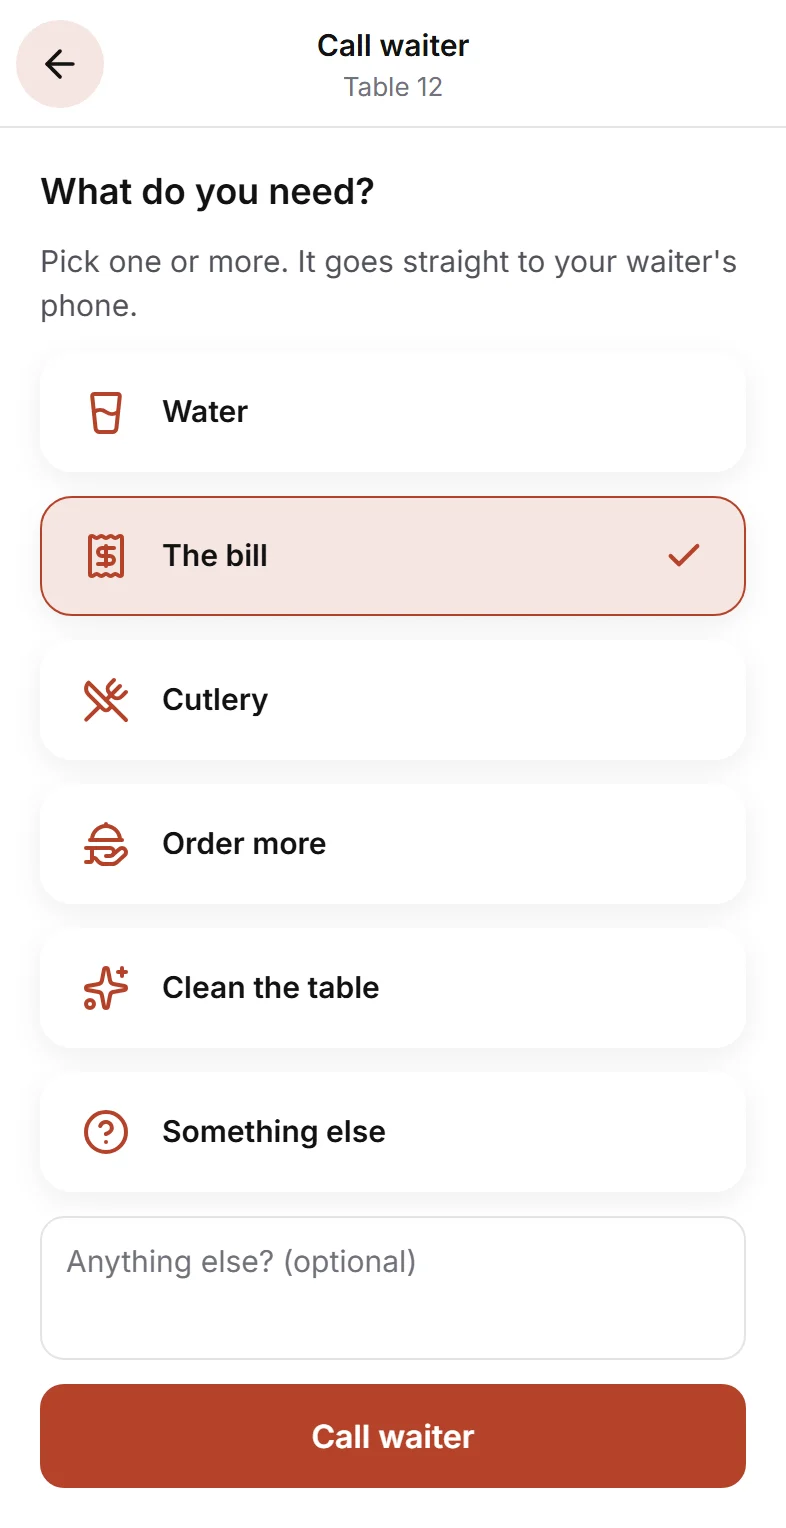 Call waiter
Table 12
What do you need?
Pick one or more. It goes straight to your waiter's
phone.
Water
The bill
Cutlery
Order more
Clean the table
Something else
Anything else? (optional)
Call waiter